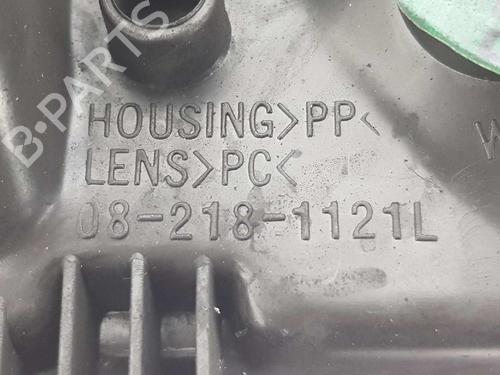 B-PARTS
HOUSING>PP<
LENS>PC<
08-218-1121L
W